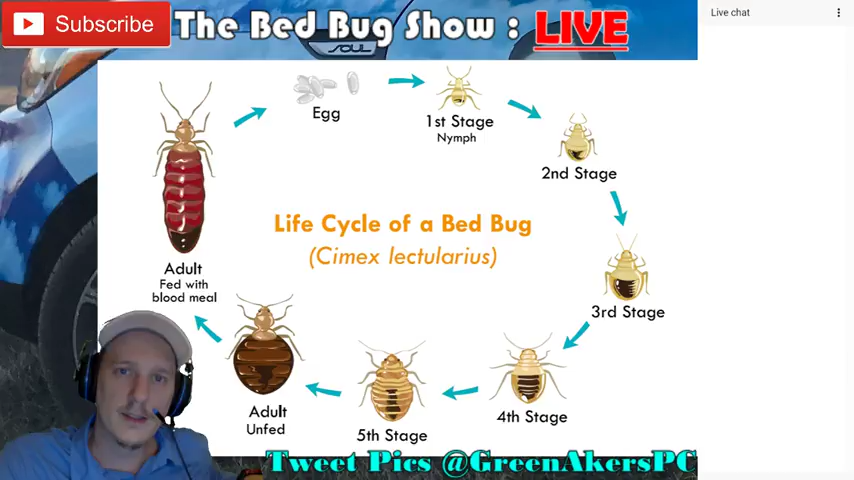 Subscribe
The Bed Bug Show : LIVE
SOUL
Live chat
Egg
1st Stage
Nymph
2nd Stage
Life Cycle of a Bed Bug
(Cimex lectularius)
Adult
Fed with
blood meal
3rd Stage
Adult
Unfed
4th Stage
5th Stage
Tweet Pics @GreenAkersPC